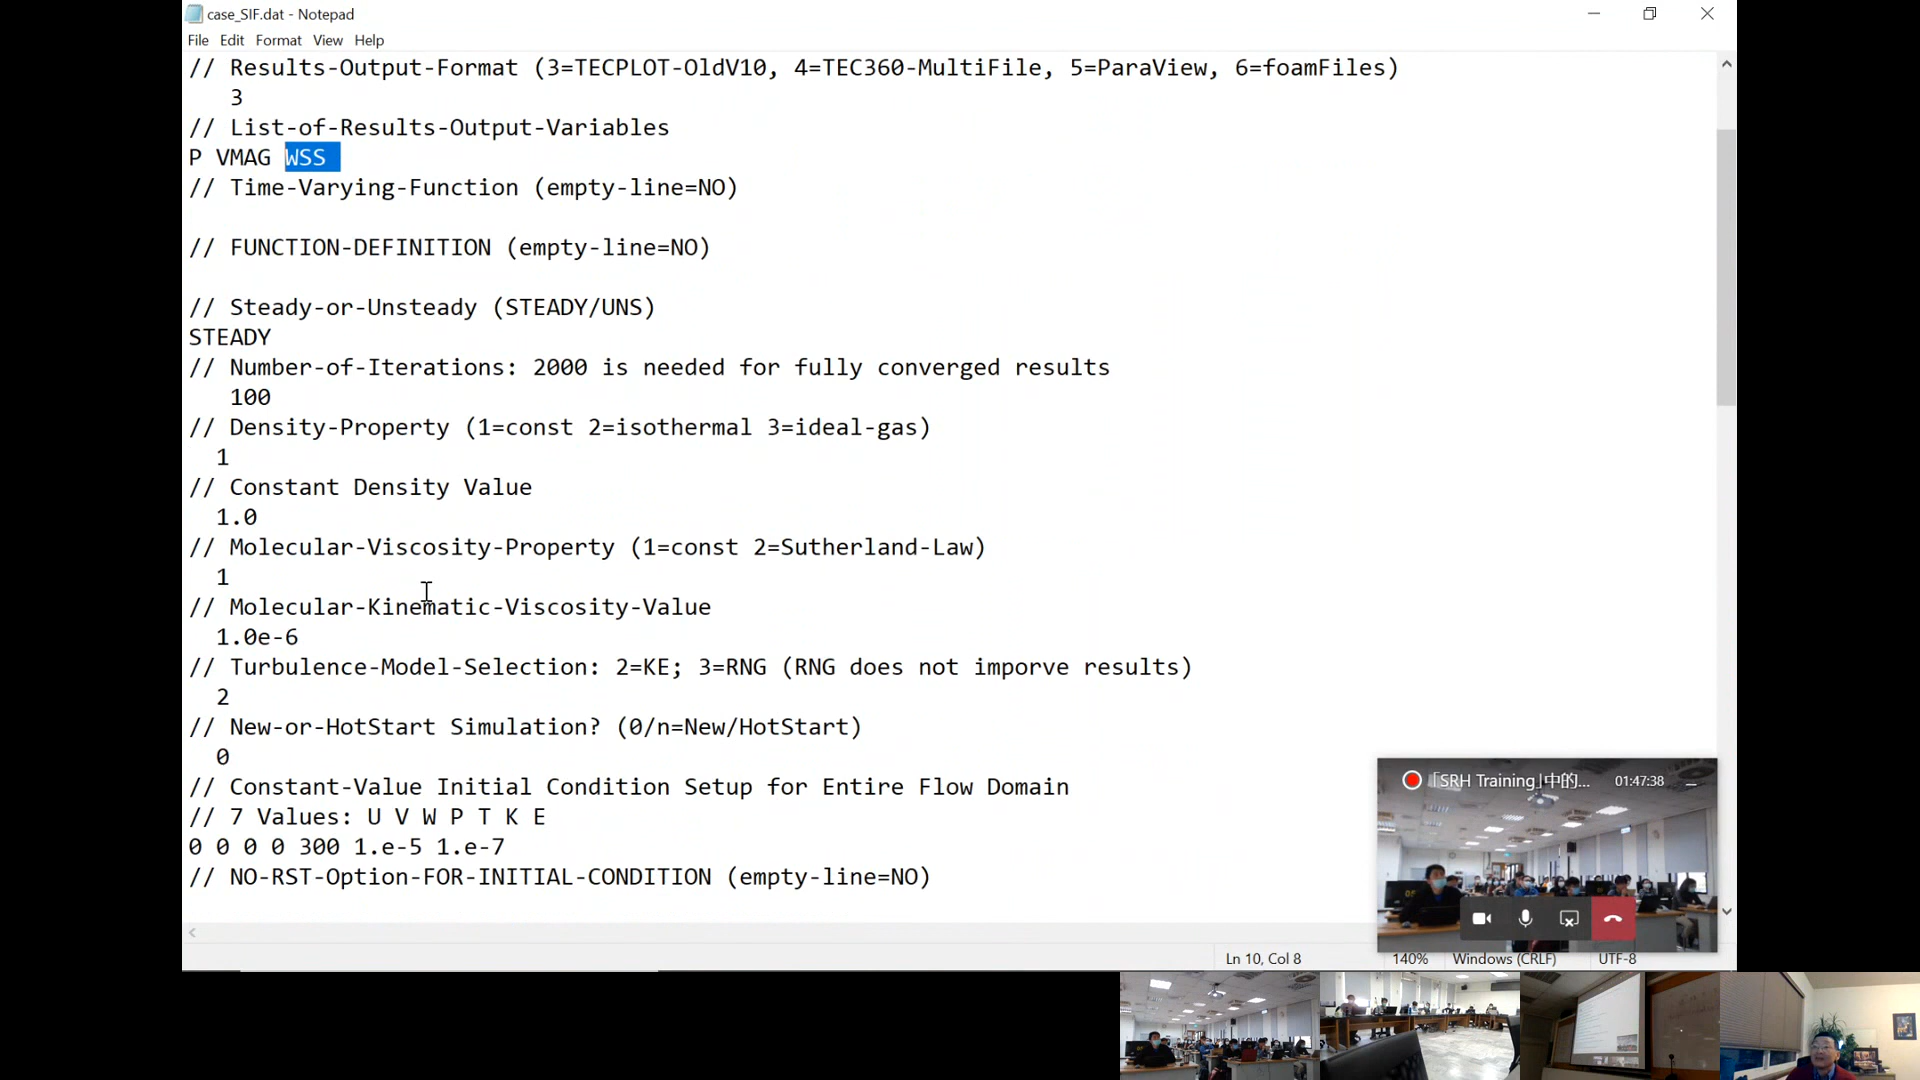 case_SIF.dat - Notepad
File Edit Format View Help
// Results-Output-Format (3=TECPLOT-OldV10, 4=TEC360-MultiFile, 5=ParaView, 6=foamFiles)
3
// List-of-Results-Output-Variables
P VMAG WSS
// Time-Varying-Function (empty-line=NO)
// FUNCTION-DEFINITION (empty-line=NO)
// Steady-or-Unsteady (STEADY/UNS)
STEADY
// Number-of-Iterations: 2000 is needed for fully converged results
100
// Density-Property (1=const 2=isothermal 3=ideal-gas)
1
// Constant Density Value
1.0
// Molecular-Viscosity-Property (1=const 2=Sutherland-Law)
1
// Molecular-Kinematic-Viscosity-Value
1.0e-6
// Turbulence-Model-Selection: 2=KE; 3=RNG (RNG does not imporve results)
2
// New-or-HotStart Simulation? (0/n=New/HotStart)
0
// Constant-Value Initial Condition Setup for Entire Flow Domain
// 7 Values: U V W P T K E
0 0 0 0 300 1.e-5 1.e-7
// NO-RST-Option-FOR-INITIAL-CONDITION (empty-line=NO)
「SRH Training」中的... 01:47:38
Ln 10, Col 8 140% Windows (CRLF) UTF-8